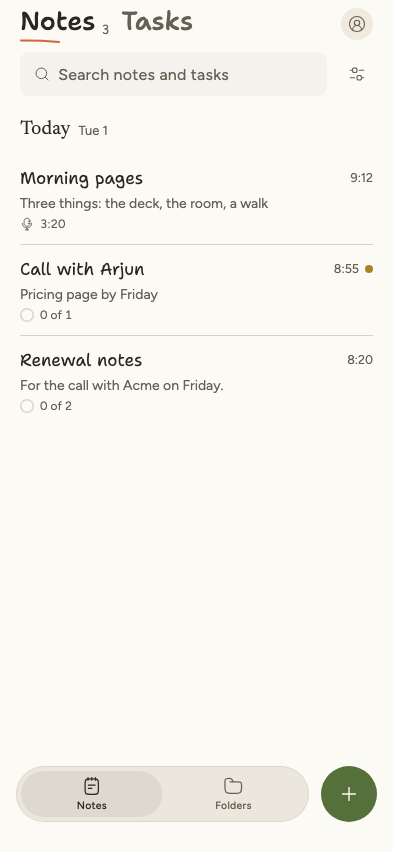 Notes 3 Tasks
Search notes and tasks
Today Tue 1
Morning pages 9:12
Three things: the deck, the room, a walk
3:20
Call with Arjun 8:55
Pricing page by Friday
0 of 1
Renewal notes 8:20
For the call with Acme on Friday.
0 of 2
Notes Folders